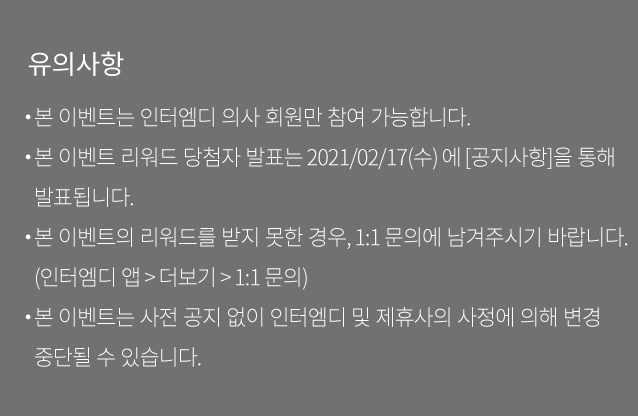 유의사항
• 본 이벤트는 인터엠디 의사 회원만 참여 가능합니다.
• 본 이벤트 리워드 당첨자 발표는 2021/02/17(수) 에 [공지사항]을 통해
발표됩니다.
• 본 이벤트의 리워드를 받지 못한 경우, 1:1 문의에 남겨주시기 바랍니다.
(인터엠디 앱 > 더보기 > 1:1 문의)
• 본 이벤트는 사전 공지 없이 인터엠디 및 제휴사의 사정에 의해 변경
중단될 수 있습니다.